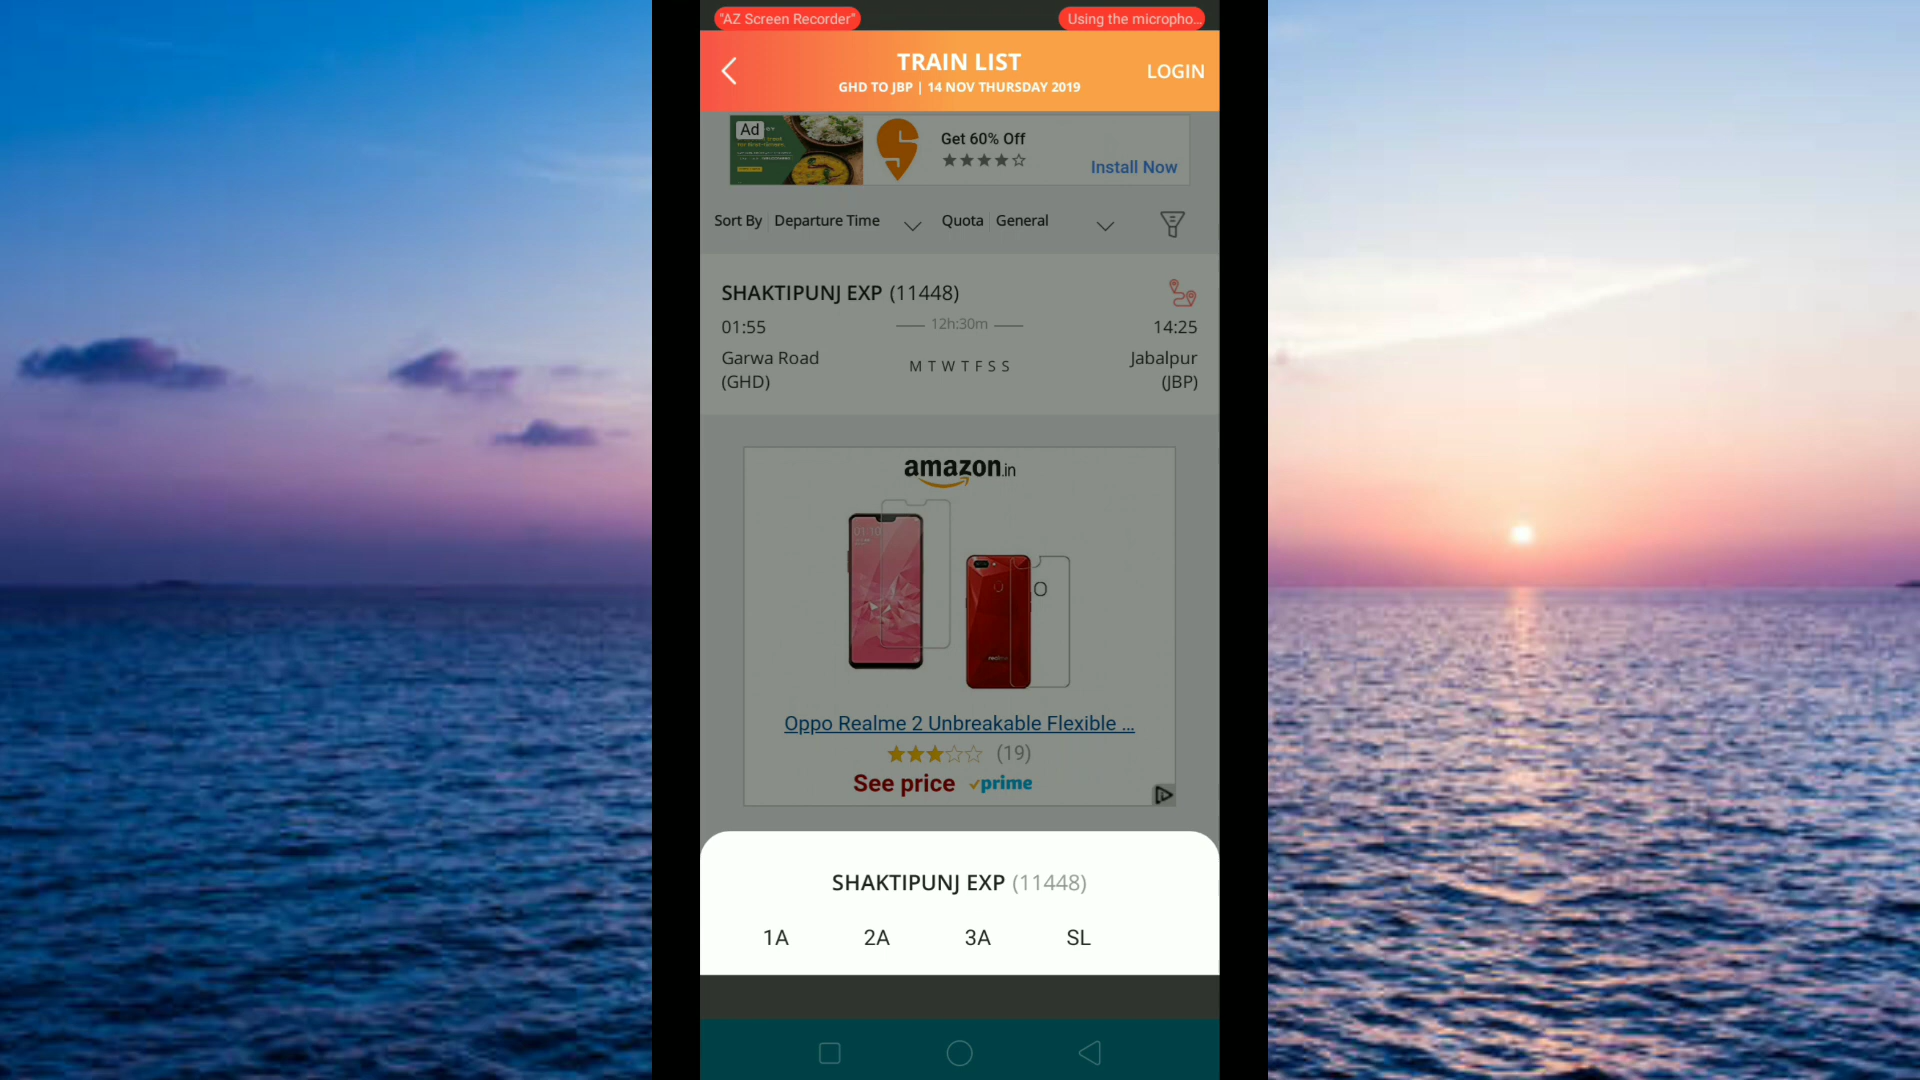 "AZ Screen Recorder"
Using the micropho...
TRAIN LIST
LOGIN
GHD TO JBP | 14 NOV THURSDAY 2019
Ad
Get 60% Off
Install Now
Sort By Departure Time Quota General
SHAKTIPUNJ EXP (11448)
01:55 12h:30m 14:25
Garwa Road M T W T F S S Jabalpur
(GHD) (JBP)
amazon.in
01:10
realme
Oppo Realme 2 Unbreakable Flexible ...
(19)
See price prime
SHAKTIPUNJ EXP (11448)
1A 2A 3A SL